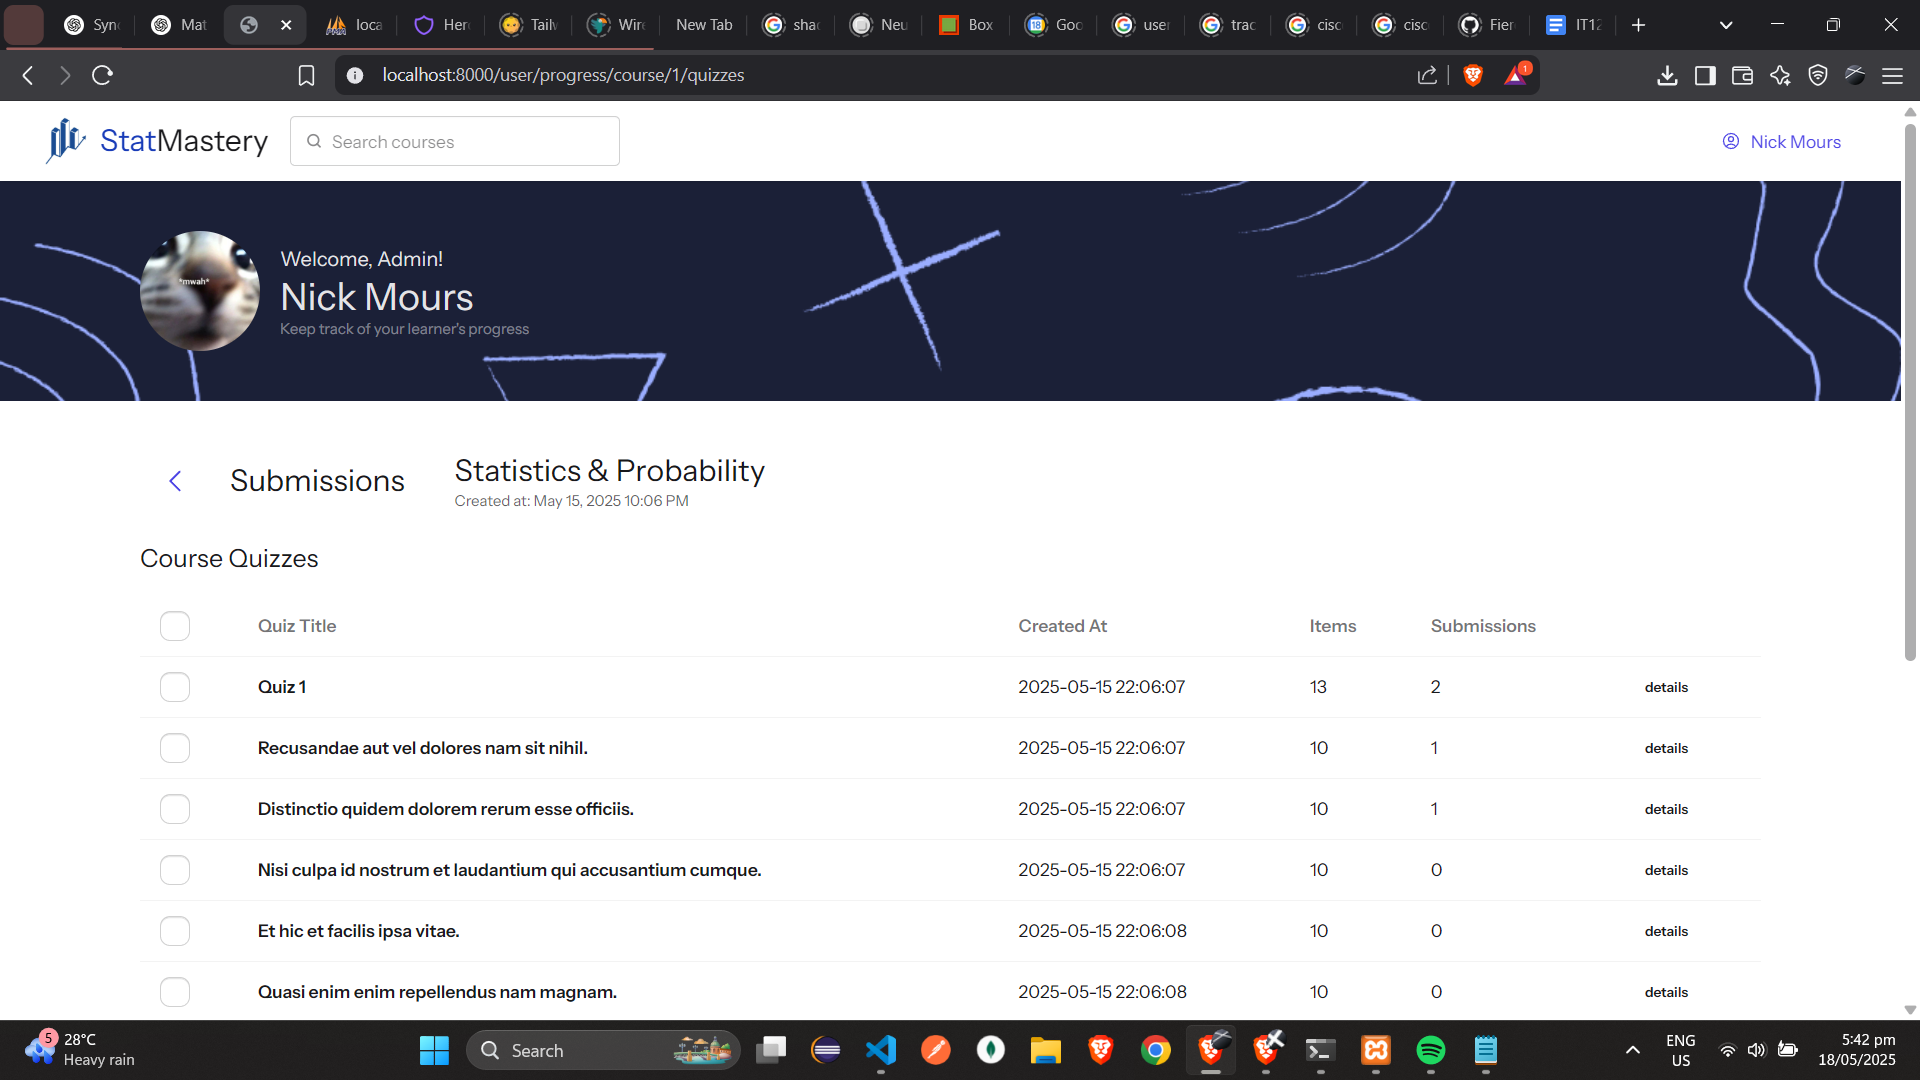 Sync
Mat
loca
Her
Tailw
Wire
New Tab
sha
Neu
Box
Goo
user
trac
cisc
cisc
Fier
IT12
localhost:8000/user/progress/course/1/quizzes
1
StatMastery
Search courses
Nick Mours
*mwah*
Welcome, Admin!
Nick Mours
Keep track of your learner's progress
Submissions
Statistics & Probability
Created at: May 15, 2025 10:06 PM
Course Quizzes
Quiz Title Created At Items Submissions
Quiz 1 2025-05-15 22:06:07 13 2 details
Recusandae aut vel dolores nam sit nihil. 2025-05-15 22:06:07 10 1 details
Distinctio quidem dolorem rerum esse officiis. 2025-05-15 22:06:07 10 1 details
Nisi culpa id nostrum et laudantium qui accusantium cumque. 2025-05-15 22:06:07 10 0 details
Et hic et facilis ipsa vitae. 2025-05-15 22:06:08 10 0 details
Quasi enim enim repellendus nam magnam. 2025-05-15 22:06:08 10 0 details
5
28°C
Heavy rain
Search
ENG
US
5:42 pm
18/05/2025